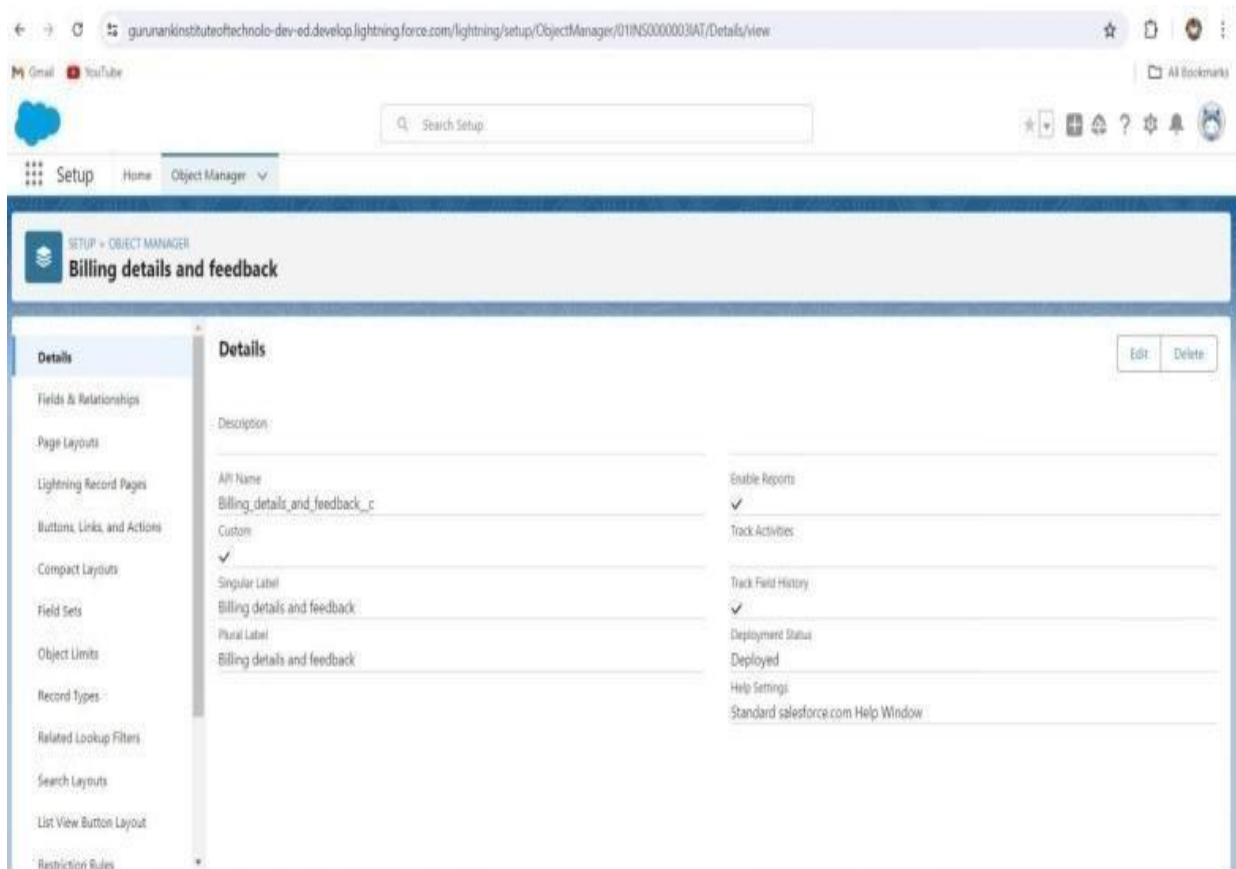 gurunankinstituteoftechnolo-dev-ed.develop.lightning.force.com/lightning/setup/ObjectManager/01INS0000003IAT/Details/view
Gmail YouTube All Bookmarks
Search Setup
Setup Home Object Manager
SETUP > OBJECT MANAGER
Billing details and feedback
Details
Fields & Relationships
Page Layouts
Lightning Record Pages
Buttons, Links, and Actions
Compact Layouts
Field Sets
Object Limits
Record Types
Related Lookup Filters
Search Layouts
List View Button Layout
Restriction Rules
Details
Edit Delete
Description
API Name
Billing_details_and_feedback__c
Custom
Singular Label
Billing details and feedback
Plural Label
Billing details and feedback
Enable Reports
Track Activities
Track Field History
Deployment Status
Deployed
Help Settings
Standard salesforce.com Help Window